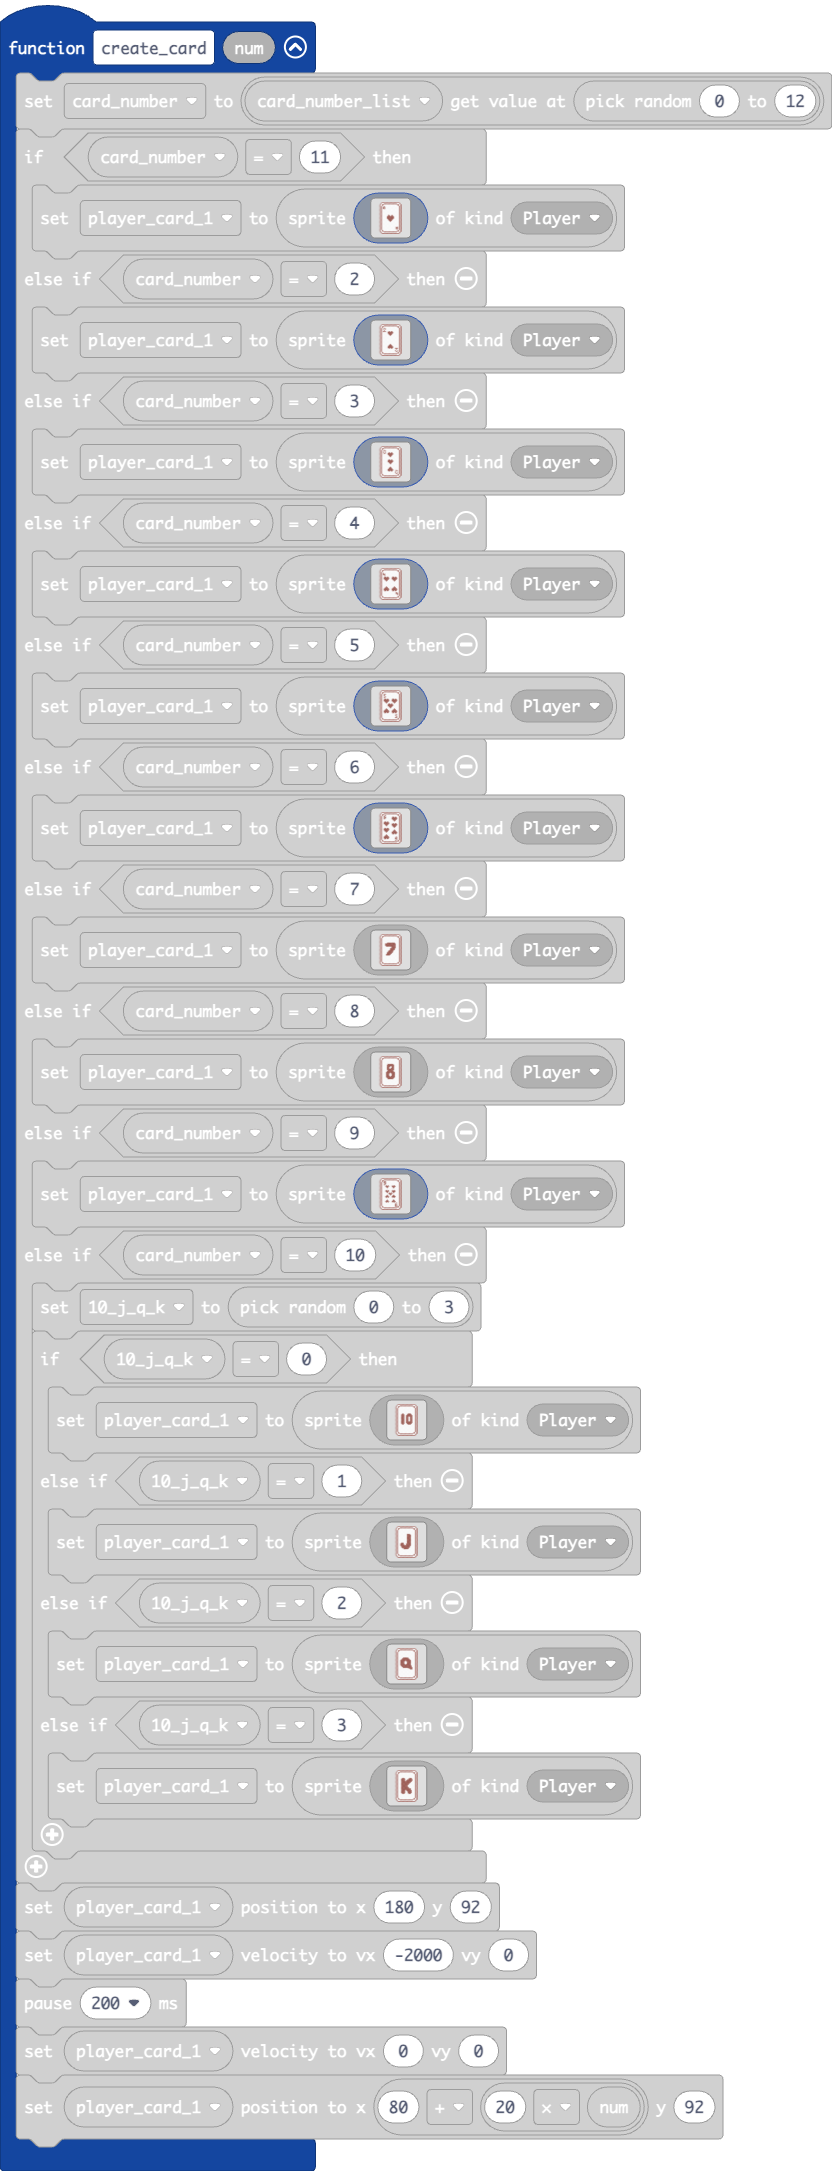 function create_card num
set card_number to card_number_list get value at pick random 0 to 12
if card_number = 11 then
set player_card_1 to sprite of kind Player
else if card_number = 2 then
set player_card_1 to sprite of kind Player
else if card_number = 3 then
set player_card_1 to sprite of kind Player
else if card_number = 4 then
set player_card_1 to sprite of kind Player
else if card_number = 5 then
set player_card_1 to sprite of kind Player
else if card_number = 6 then
set player_card_1 to sprite of kind Player
else if card_number = 7 then
set player_card_1 to sprite 7 of kind Player
else if card_number = 8 then
set player_card_1 to sprite 8 of kind Player
else if card_number = 9 then
set player_card_1 to sprite of kind Player
else if card_number = 10 then
set 10_j_q_k to pick random 0 to 3
if 10_j_q_k = 0 then
set player_card_1 to sprite 10 of kind Player
else if 10_j_q_k = 1 then
set player_card_1 to sprite J of kind Player
else if 10_j_q_k = 2 then
set player_card_1 to sprite Q of kind Player
else if 10_j_q_k = 3 then
set player_card_1 to sprite K of kind Player
set player_card_1 position to x 180 y 92
set player_card_1 velocity to vx -2000 vy 0
pause 200 ms
set player_card_1 velocity to vx 0 vy 0
set player_card_1 position to x 80 + 20 × num y 92